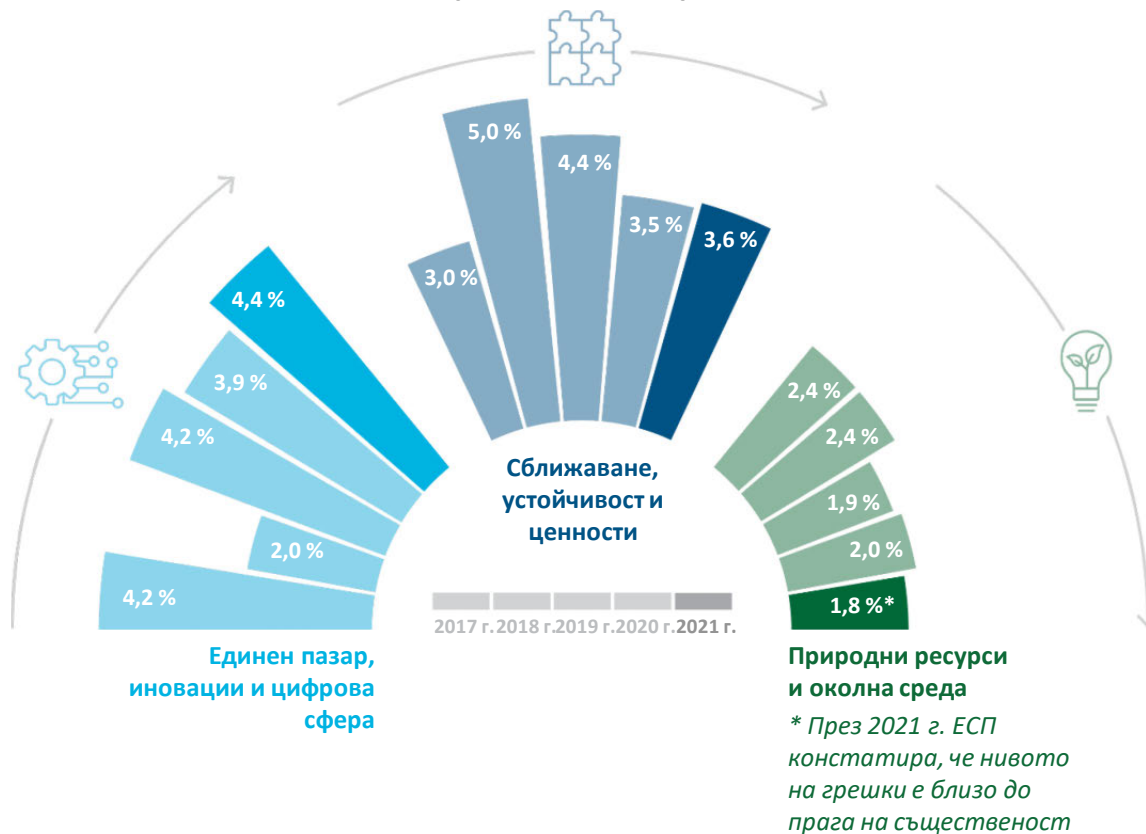 5,0 %
4,4 %
3,0 %
3,5 %
3,6 %
4,4 %
3,9 %
4,2 %
2,0 %
4,2 %
2,4 %
2,4 %
1,9 %
2,0 %
1,8 %*
Сближаване,
устойчивост и
ценности
2017 г. 2018 г. 2019 г. 2020 г. 2021 г.
Единен пазар,
иновации и цифрова
сфера
Природни ресурси
и околна среда
* През 2021 г. ЕСП
констатира, че нивото
на грешки е близо до
прага на същественост